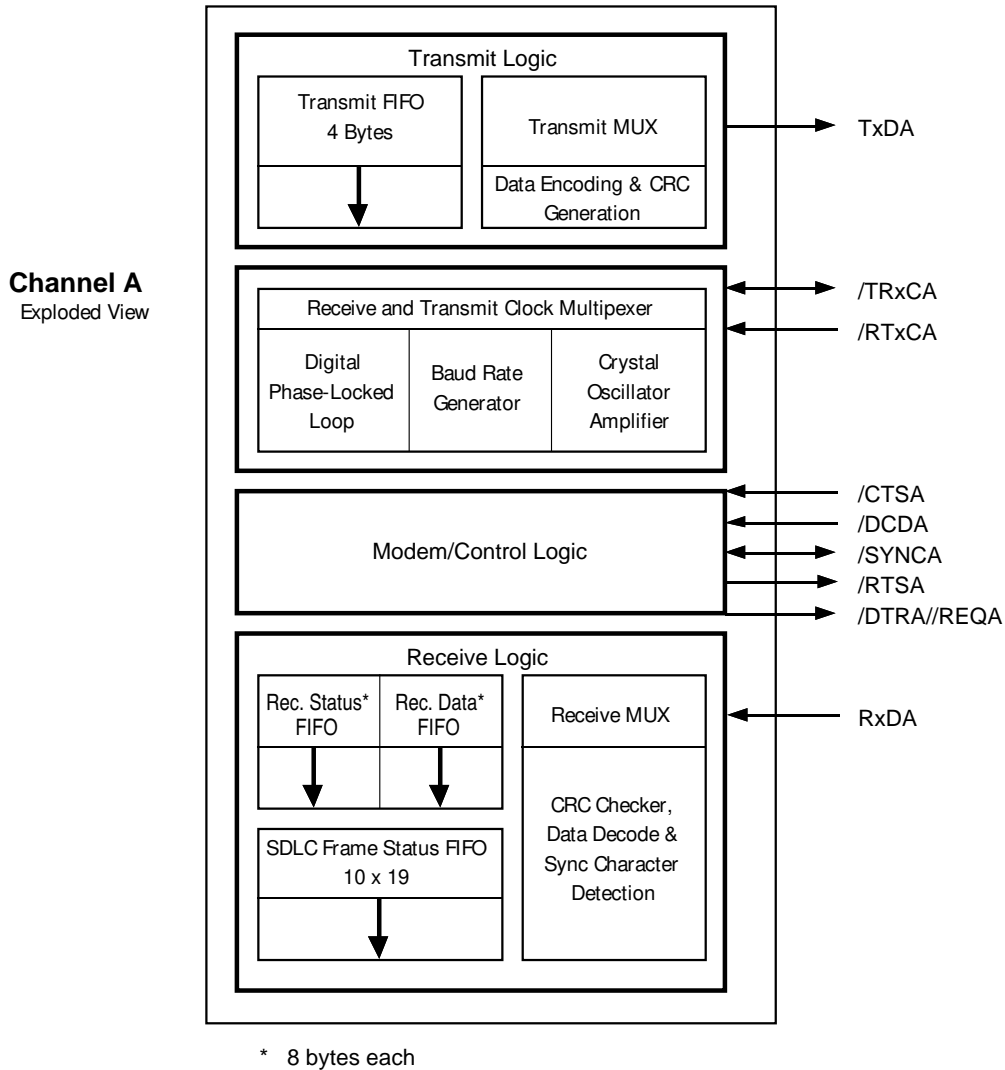 Transmit Logic
Transmit FIFO
4 Bytes
Transmit MUX
Data Encoding & CRC
Generation
TxDA
Channel A
Exploded View
Receive and Transmit Clock Multipexer
Digital
Phase-Locked
Loop
Baud Rate
Generator
Crystal
Oscillator
Amplifier
/TRxCA
/RTxCA
Modem/Control Logic
/CTSA
/DCDA
/SYNCA
/RTSA
/DTRA//REQA
Receive Logic
Rec. Status*
FIFO
Rec. Data*
FIFO
Receive MUX
RxDA
SDLC Frame Status FIFO
10 x 19
CRC Checker,
Data Decode &
Sync Character
Detection
* 8 bytes each